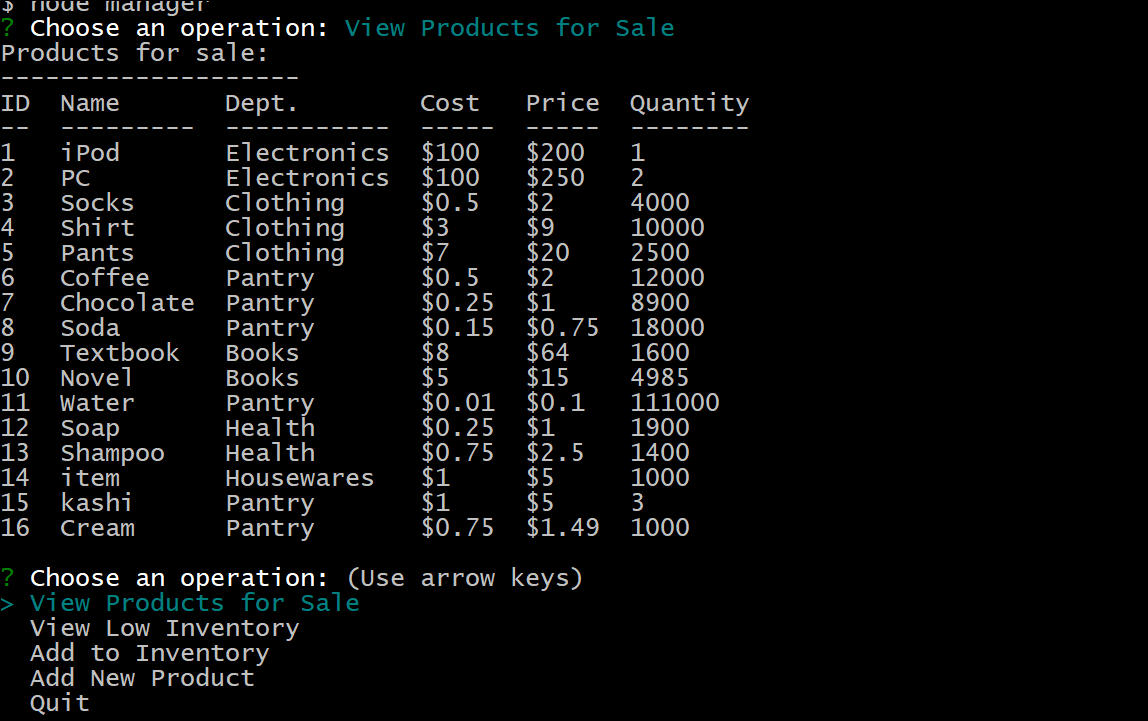 $ node manager
? Choose an operation: View Products for Sale
Products for sale:
--------------------
ID  Name       Dept.        Cost   Price  Quantity
--  ---------  -----------  -----  -----  --------
1   iPod       Electronics  $100   $200   1
2   PC         Electronics  $100   $250   2
3   Socks      Clothing     $0.5   $2     4000
4   Shirt      Clothing     $3     $9     10000
5   Pants      Clothing     $7     $20    2500
6   Coffee     Pantry       $0.5   $2     12000
7   Chocolate  Pantry       $0.25  $1     8900
8   Soda       Pantry       $0.15  $0.75  18000
9   Textbook   Books        $8     $64    1600
10  Novel      Books        $5     $15    4985
11  Water      Pantry       $0.01  $0.1   111000
12  Soap       Health       $0.25  $1     1900
13  Shampoo    Health       $0.75  $2.5   1400
14  item       Housewares   $1     $5     1000
15  kashi      Pantry       $1     $5     3
16  Cream      Pantry       $0.75  $1.49  1000
? Choose an operation: (Use arrow keys)
> View Products for Sale
  View Low Inventory
  Add to Inventory
  Add New Product
  Quit